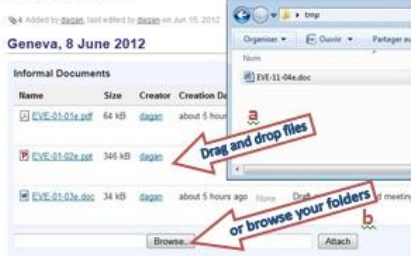 4 Added by dagan, last edited by dagan on Jun 15, 2012
Geneva, 8 June 2012
Informal Documents
Name Size Creator Creation Da
EVE-01-01e.pdf 64 kB dagan about 5 hour
EVE-01-02e.ppt 346 kB dagan
EVE-01-03e.doc 34 kB dagan about 5 hours ago None Draft
d meeting
Browse.. Attach
tmp
Organiser Ouvrir Partager av
Nom
EVE-11-04e.doc
a
Drag and drop files
or browse your folders
b